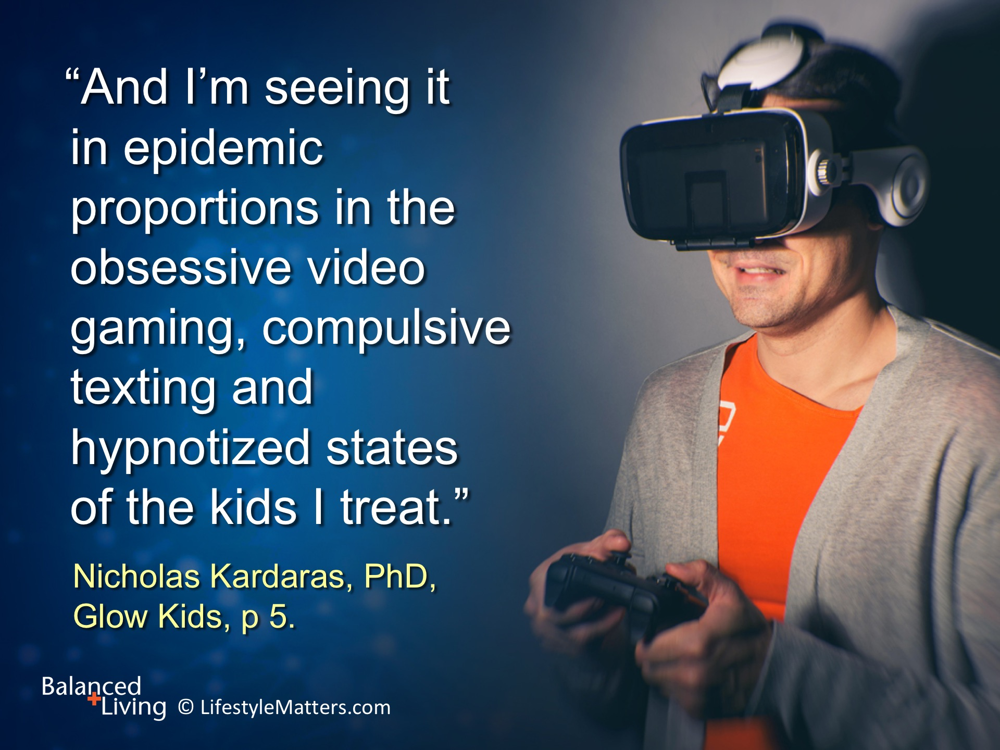 “And I’m seeing it
in epidemic
proportions in the
obsessive video
gaming, compulsive
texting and
hypnotized states
of the kids I treat.”
Nicholas Kardaras, PhD,
Glow Kids, p 5.
Balanced
Living © LifestyleMatters.com